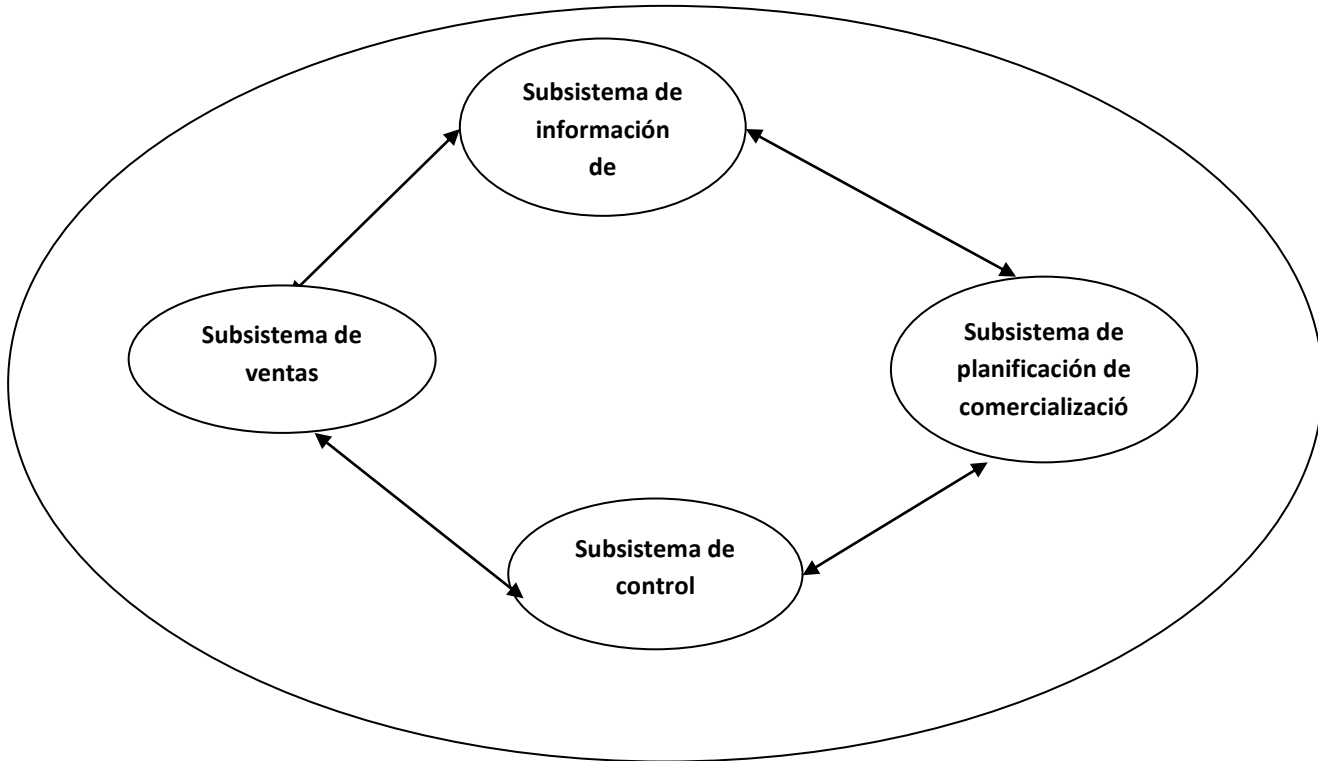 Subsistema de
información
de
Subsistema de
ventas
Subsistema de
planificación de
comercializació
Subsistema de
control